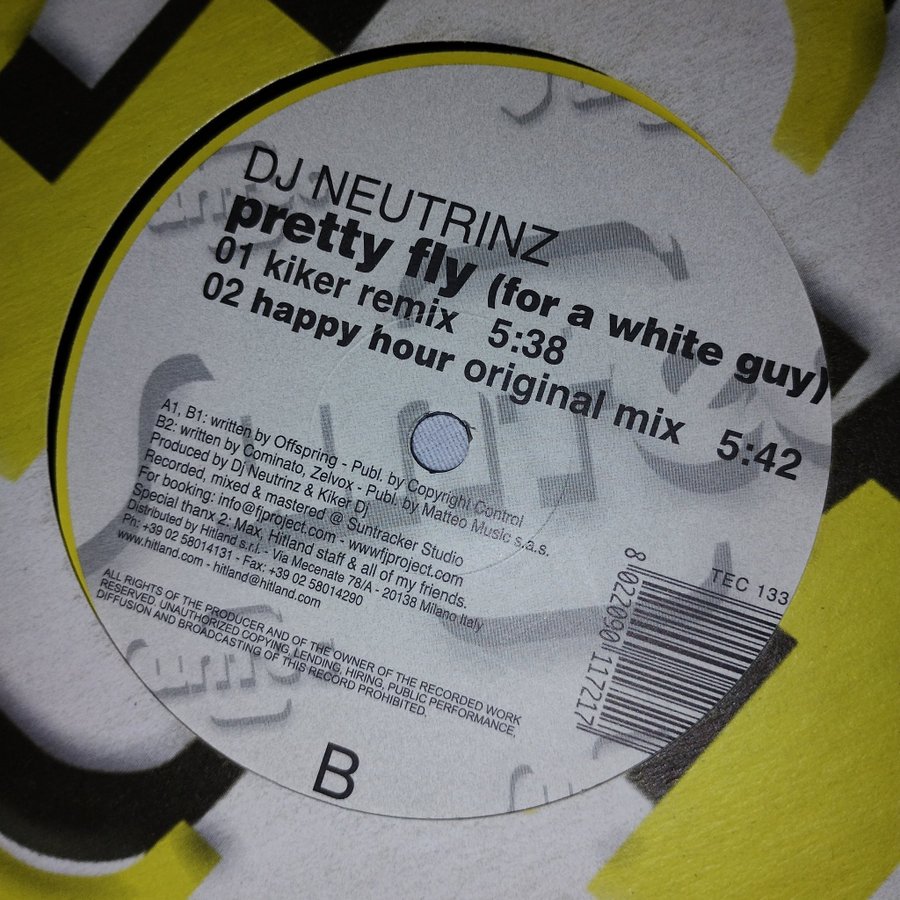 DJ NEUTRINZ
pretty fly (for a white guy)
01 kiker remix 5:38
02 happy hour original mix 5:42
A1, B1: written by Offspring - Publ. by Copyright Control
B2: written by Cominato, Zelvox - Publ. by Matteo Music s.a.s.
Produced by Dj Neutrinz & Kiker Dj
Recorded, mixed & mastered @ Suntracker Studio
For booking: info@fjproject.com - www.fjproject.com
Special thanx 2: Max, Hitland staff & all of my friends.
Distributed by Hitland s.r.l. - Via Mecenate 78/A - 20138 Milano Italy
Ph: +39 02 58014131 - Fax: +39 02 58014290
www.hitland.com - hitland@hitland.com
ALL RIGHTS OF THE PRODUCER AND OF THE OWNER OF THE RECORDED WORK
RESERVED. UNAUTHORIZED COPYING, LENDING, HIRING, PUBLIC PERFORMANCE,
DIFFUSION AND BROADCASTING OF THIS RECORD PROHIBITED.
TEC 133
8 022090 117217
B